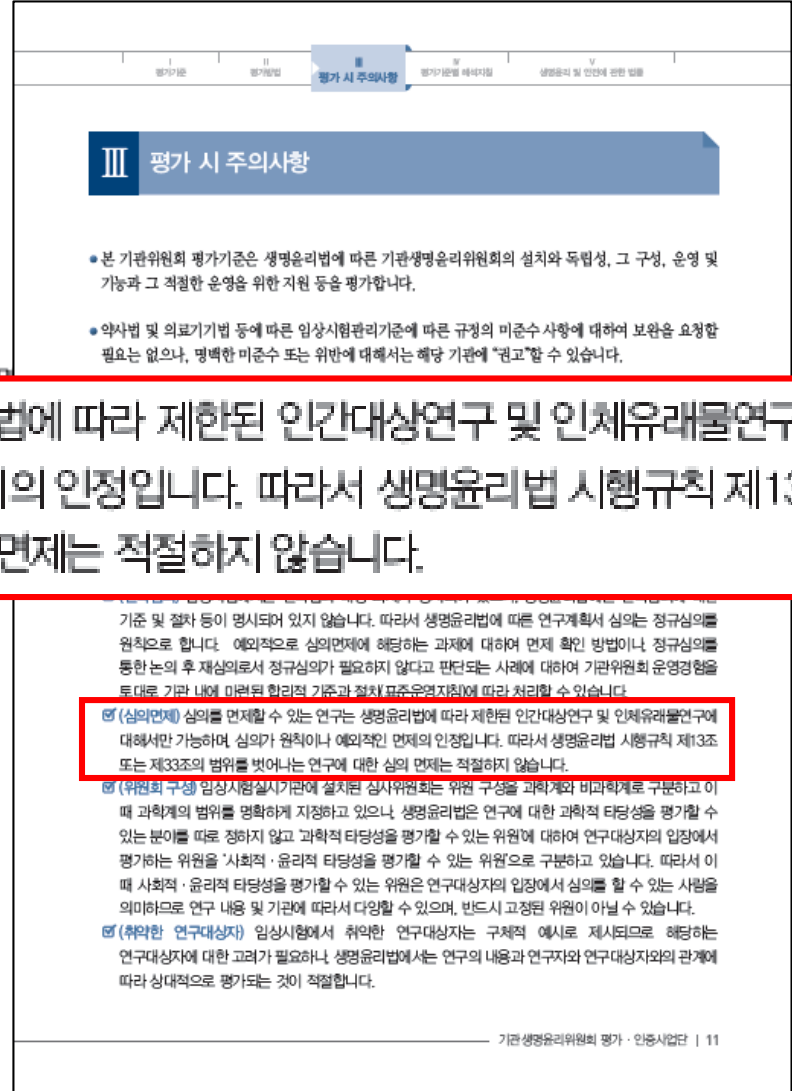 I
평가기준
II
평가방법
III
평가 시 주의사항
IV
평가기준별 해석지침
V
생명윤리 및 안전에 관한 법률
III 평가 시 주의사항
본 기관위원회 평가기준은 생명윤리법에 따른 기관생명윤리위원회의 설치와 독립성, 그 구성, 운영 및
기능과 그 적절한 운영을 위한 지원 등을 평가합니다.
약사법 및 의료기기법 등에 따른 임상시험관리기준에 따른 규정의 미준수 사항에 대하여 보완을 요청할
필요는 없으나, 명백한 미준수 또는 위반에 대해서는 해당 기관에 "권고"할 수 있습니다.
법에 따라 제한된 인간대상연구 및 인체유래물연구
의 인정입니다. 따라서 생명윤리법 시행규칙 제13
면제는 적절하지 않습니다.
기준 및 절차 등이 명시되어 있지 않습니다. 따라서 생명윤리법에 따른 연구계획서 심의는 정규심의를
원칙으로 합니다. 예외적으로 심의면제에 해당하는 과제에 대하여 면제 확인 방법이나, 정규심의를
통한 논의 후 재심의로서 정규심의가 필요하지 않다고 판단되는 사례에 대하여 기관위원회 운영경험을
토대로 기관 내에 마련된 합리적 기준과 절차(표준운영지침)에 따라 처리할 수 있습니다.
(심의면제) 심의를 면제할 수 있는 연구는 생명윤리법에 따라 제한된 인간대상연구 및 인체유래물연구에
대해서만 가능하며, 심의가 원칙이나 예외적인 면제의 인정입니다. 따라서 생명윤리법 시행규칙 제13조
또는 제33조의 범위를 벗어나는 연구에 대한 심의 면제는 적절하지 않습니다.
(위원회 구성) 임상시험실시기관에 설치된 심사위원회는 위원 구성을 과학계와 비과학계로 구분하고 이
때 과학계의 범위를 명확하게 지정하고 있으나, 생명윤리법은 연구에 대한 과학적 타당성을 평가할 수
있는 분이를 따로 정하지 않고 '과학적 타당성을 평가할 수 있는 위원'에 대하여 연구대상자의 입장에서
평가하는 위원을 '사회적·윤리적 타당성을 평가할 수 있는 위원'으로 구분하고 있습니다. 따라서 이
때 사회적·윤리적 타당성을 평가할 수 있는 위원은 연구대상자의 입장에서 심의를 할 수 있는 사람을
의미하므로 연구 내용 및 기관에 따라서 다양할 수 있으며, 반드시 고정된 위원이 아닐 수 있습니다.
(취약한 연구대상자) 임상시험에서 취약한 연구대상자는 구체적 예시로 제시되므로 해당하는
연구대상자에 대한 고려가 필요하나, 생명윤리법에서는 연구의 내용과 연구자와 연구대상자와의 관계에
따라 상대적으로 평가되는 것이 적절합니다.
기관생명윤리위원회 평가·인증사업단 | 11